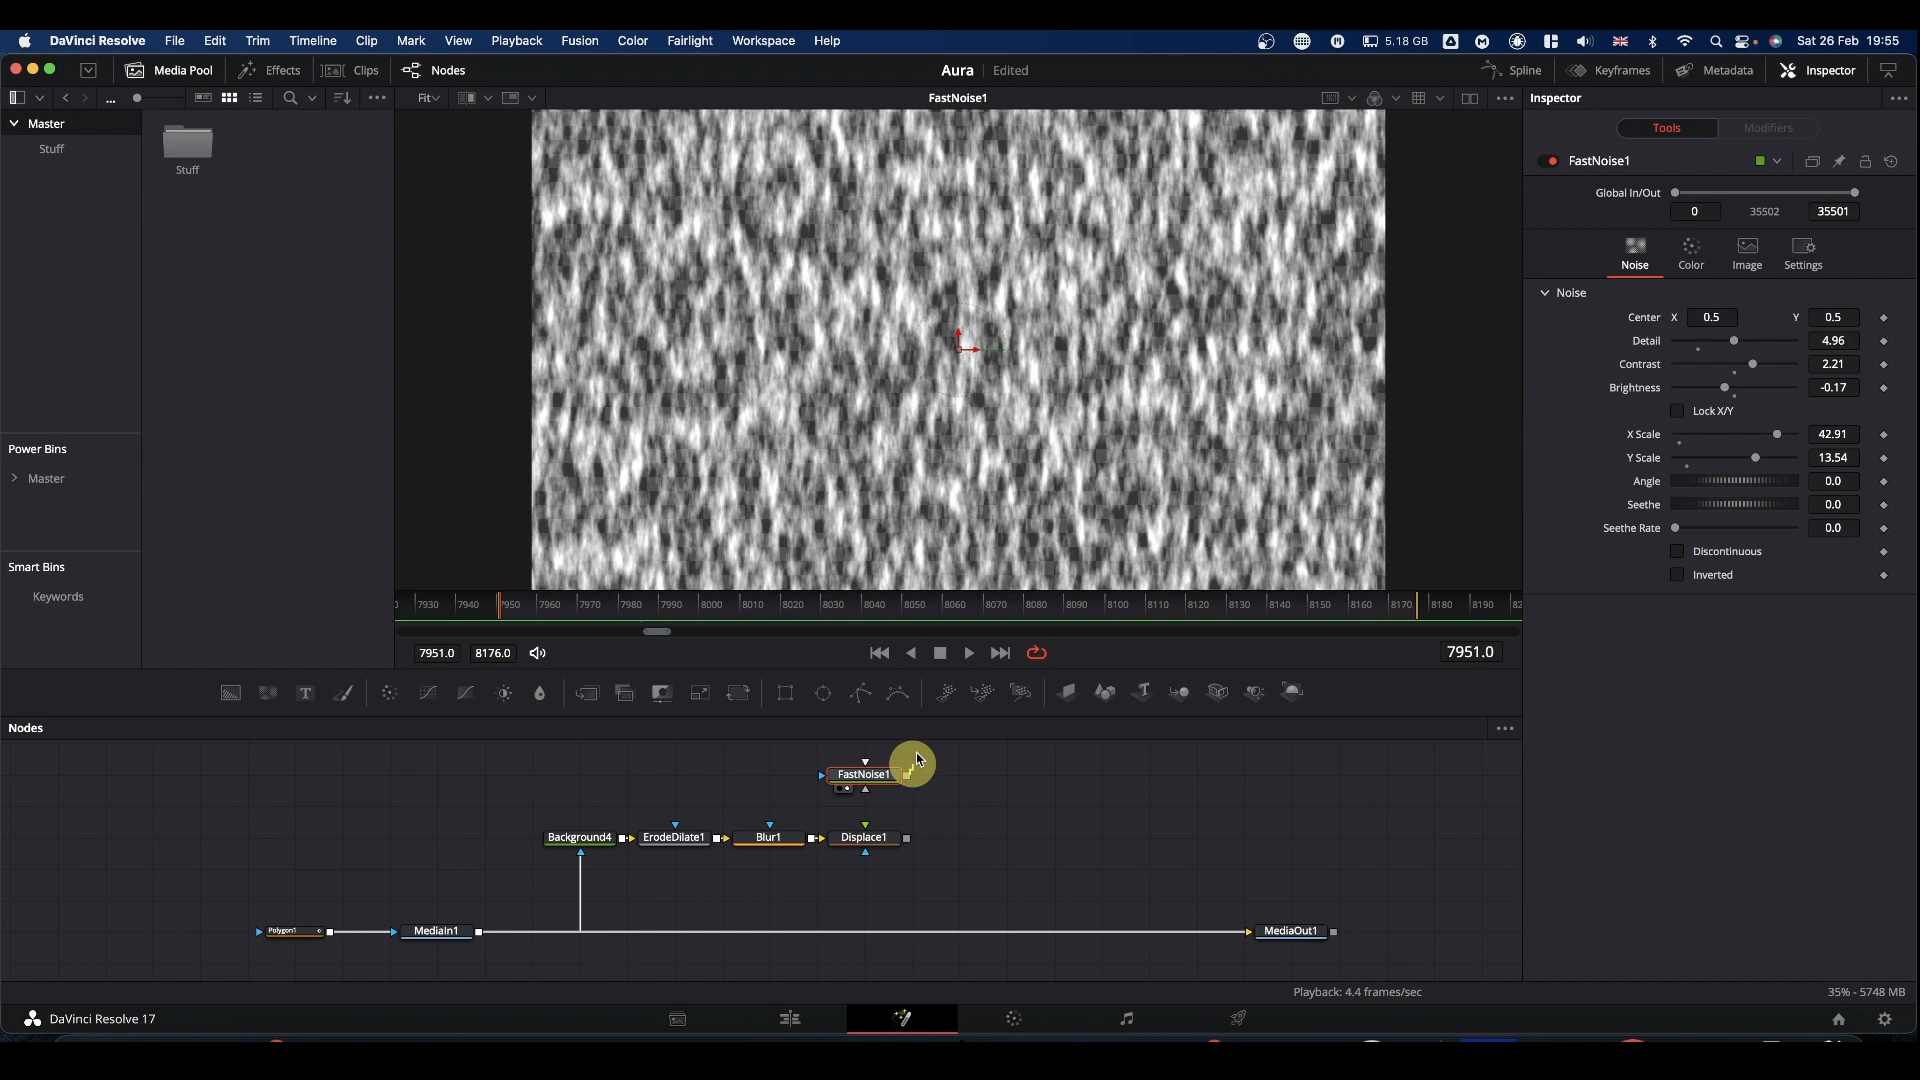 DaVinci Resolve File Edit Trim Timeline Clip Mark View Playback Fusion Color Fairlight Workspace Help 5.18 GB Sat 26 Feb 19:55
Media Pool Effects Clips Nodes Aura Edited Spline Keyframes Metadata Inspector
... Fit FastNoise1 Inspector
Master
Stuff
Stuff
Power Bins
Master
Smart Bins
Keywords
Tools Modifiers
FastNoise1
Global In/Out
0 35502 35501
Noise Color Image Settings
Noise
Center X 0.5 Y 0.5
Detail 4.96
Contrast 2.21
Brightness -0.17
Lock X/Y
X Scale 42.91
Y Scale 13.54
Angle 0.0
Seethe 0.0
Seethe Rate 0.0
Discontinuous
Inverted
7930 7940 7950 7960 7970 7980 7990 8000 8010 8020 8030 8040 8050 8060 8070 8080 8090 8100 8110 8120 8130 8140 8150 8160 8170 8180 8190 82
7951.0 8176.0 7951.0
T
Nodes
FastNoise1
Background4 ErodeDilate1 Blur1 Displace1
Polygon1 MediaIn1 MediaOut1
Playback: 4.4 frames/sec 35% - 5748 MB
DaVinci Resolve 17